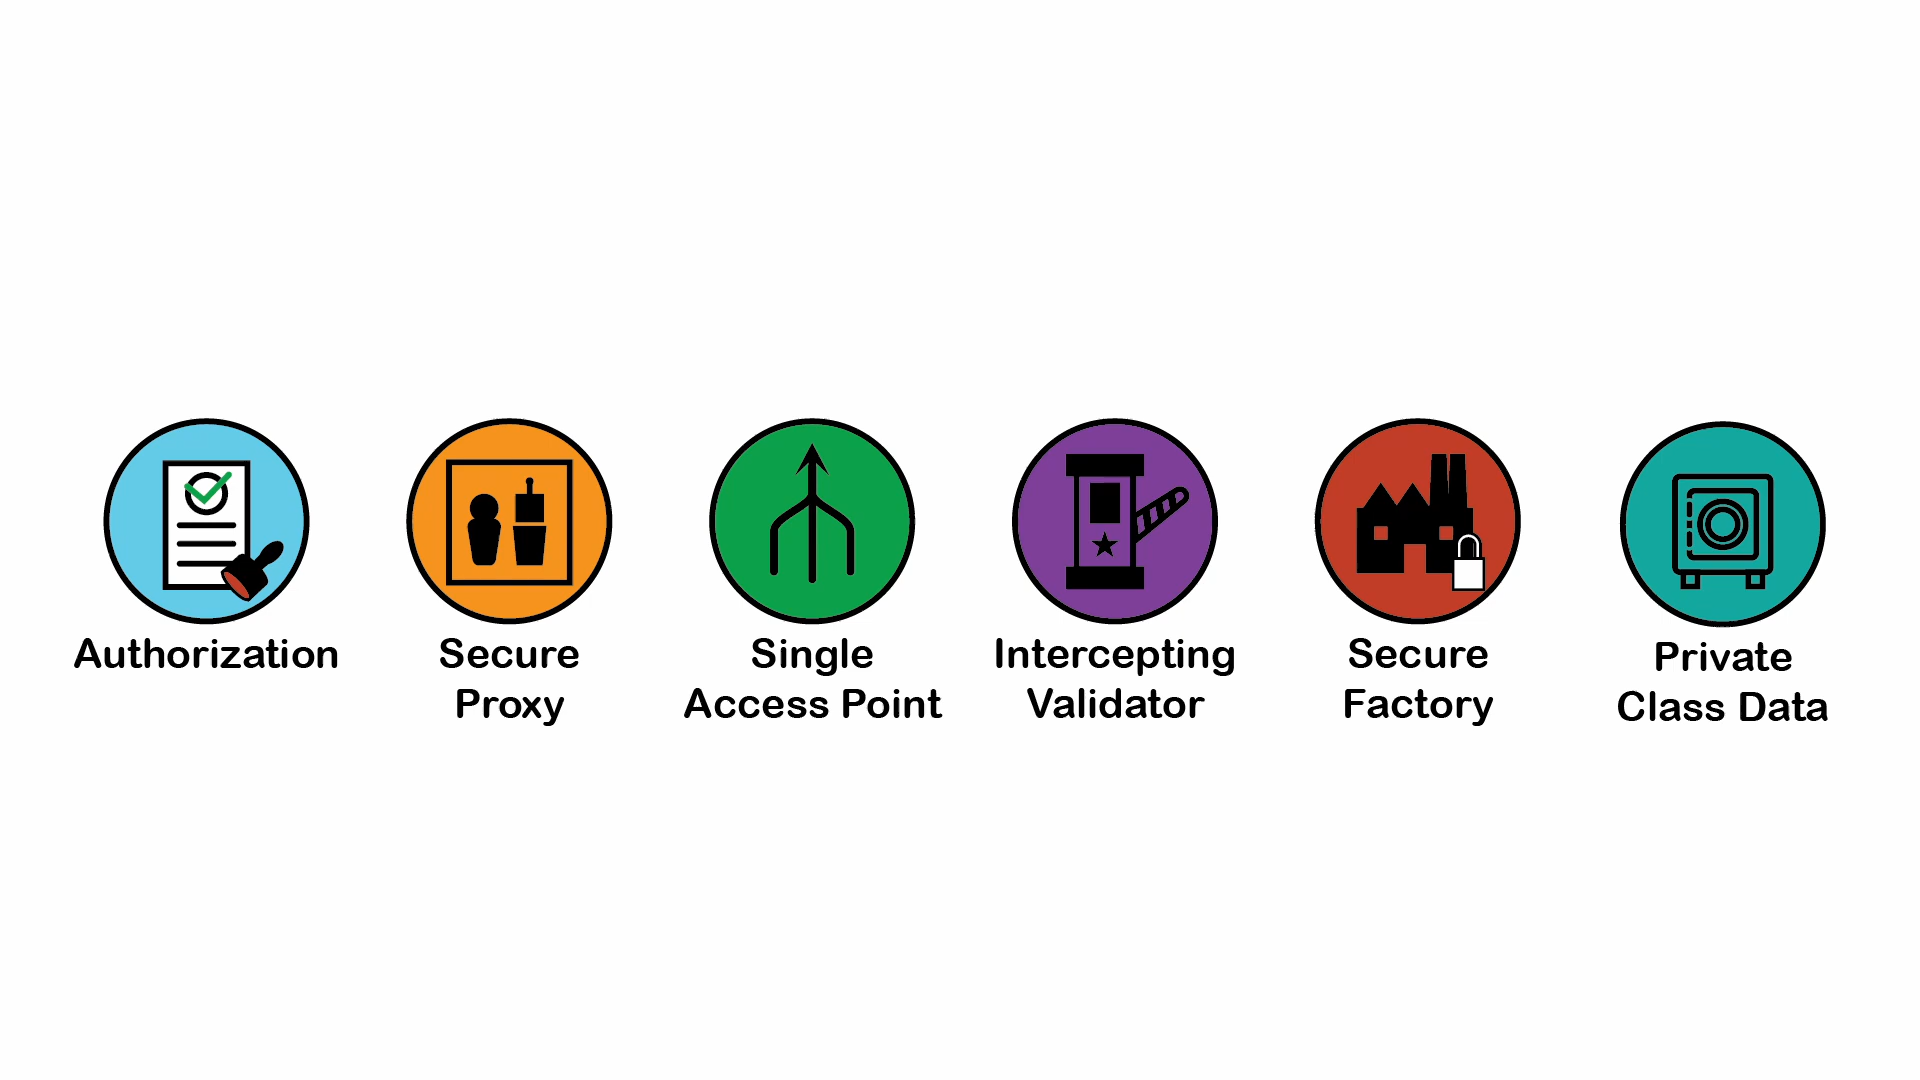 Authorization
Secure
Proxy
Single
Access Point
Intercepting
Validator
Secure
Factory
Private
Class Data